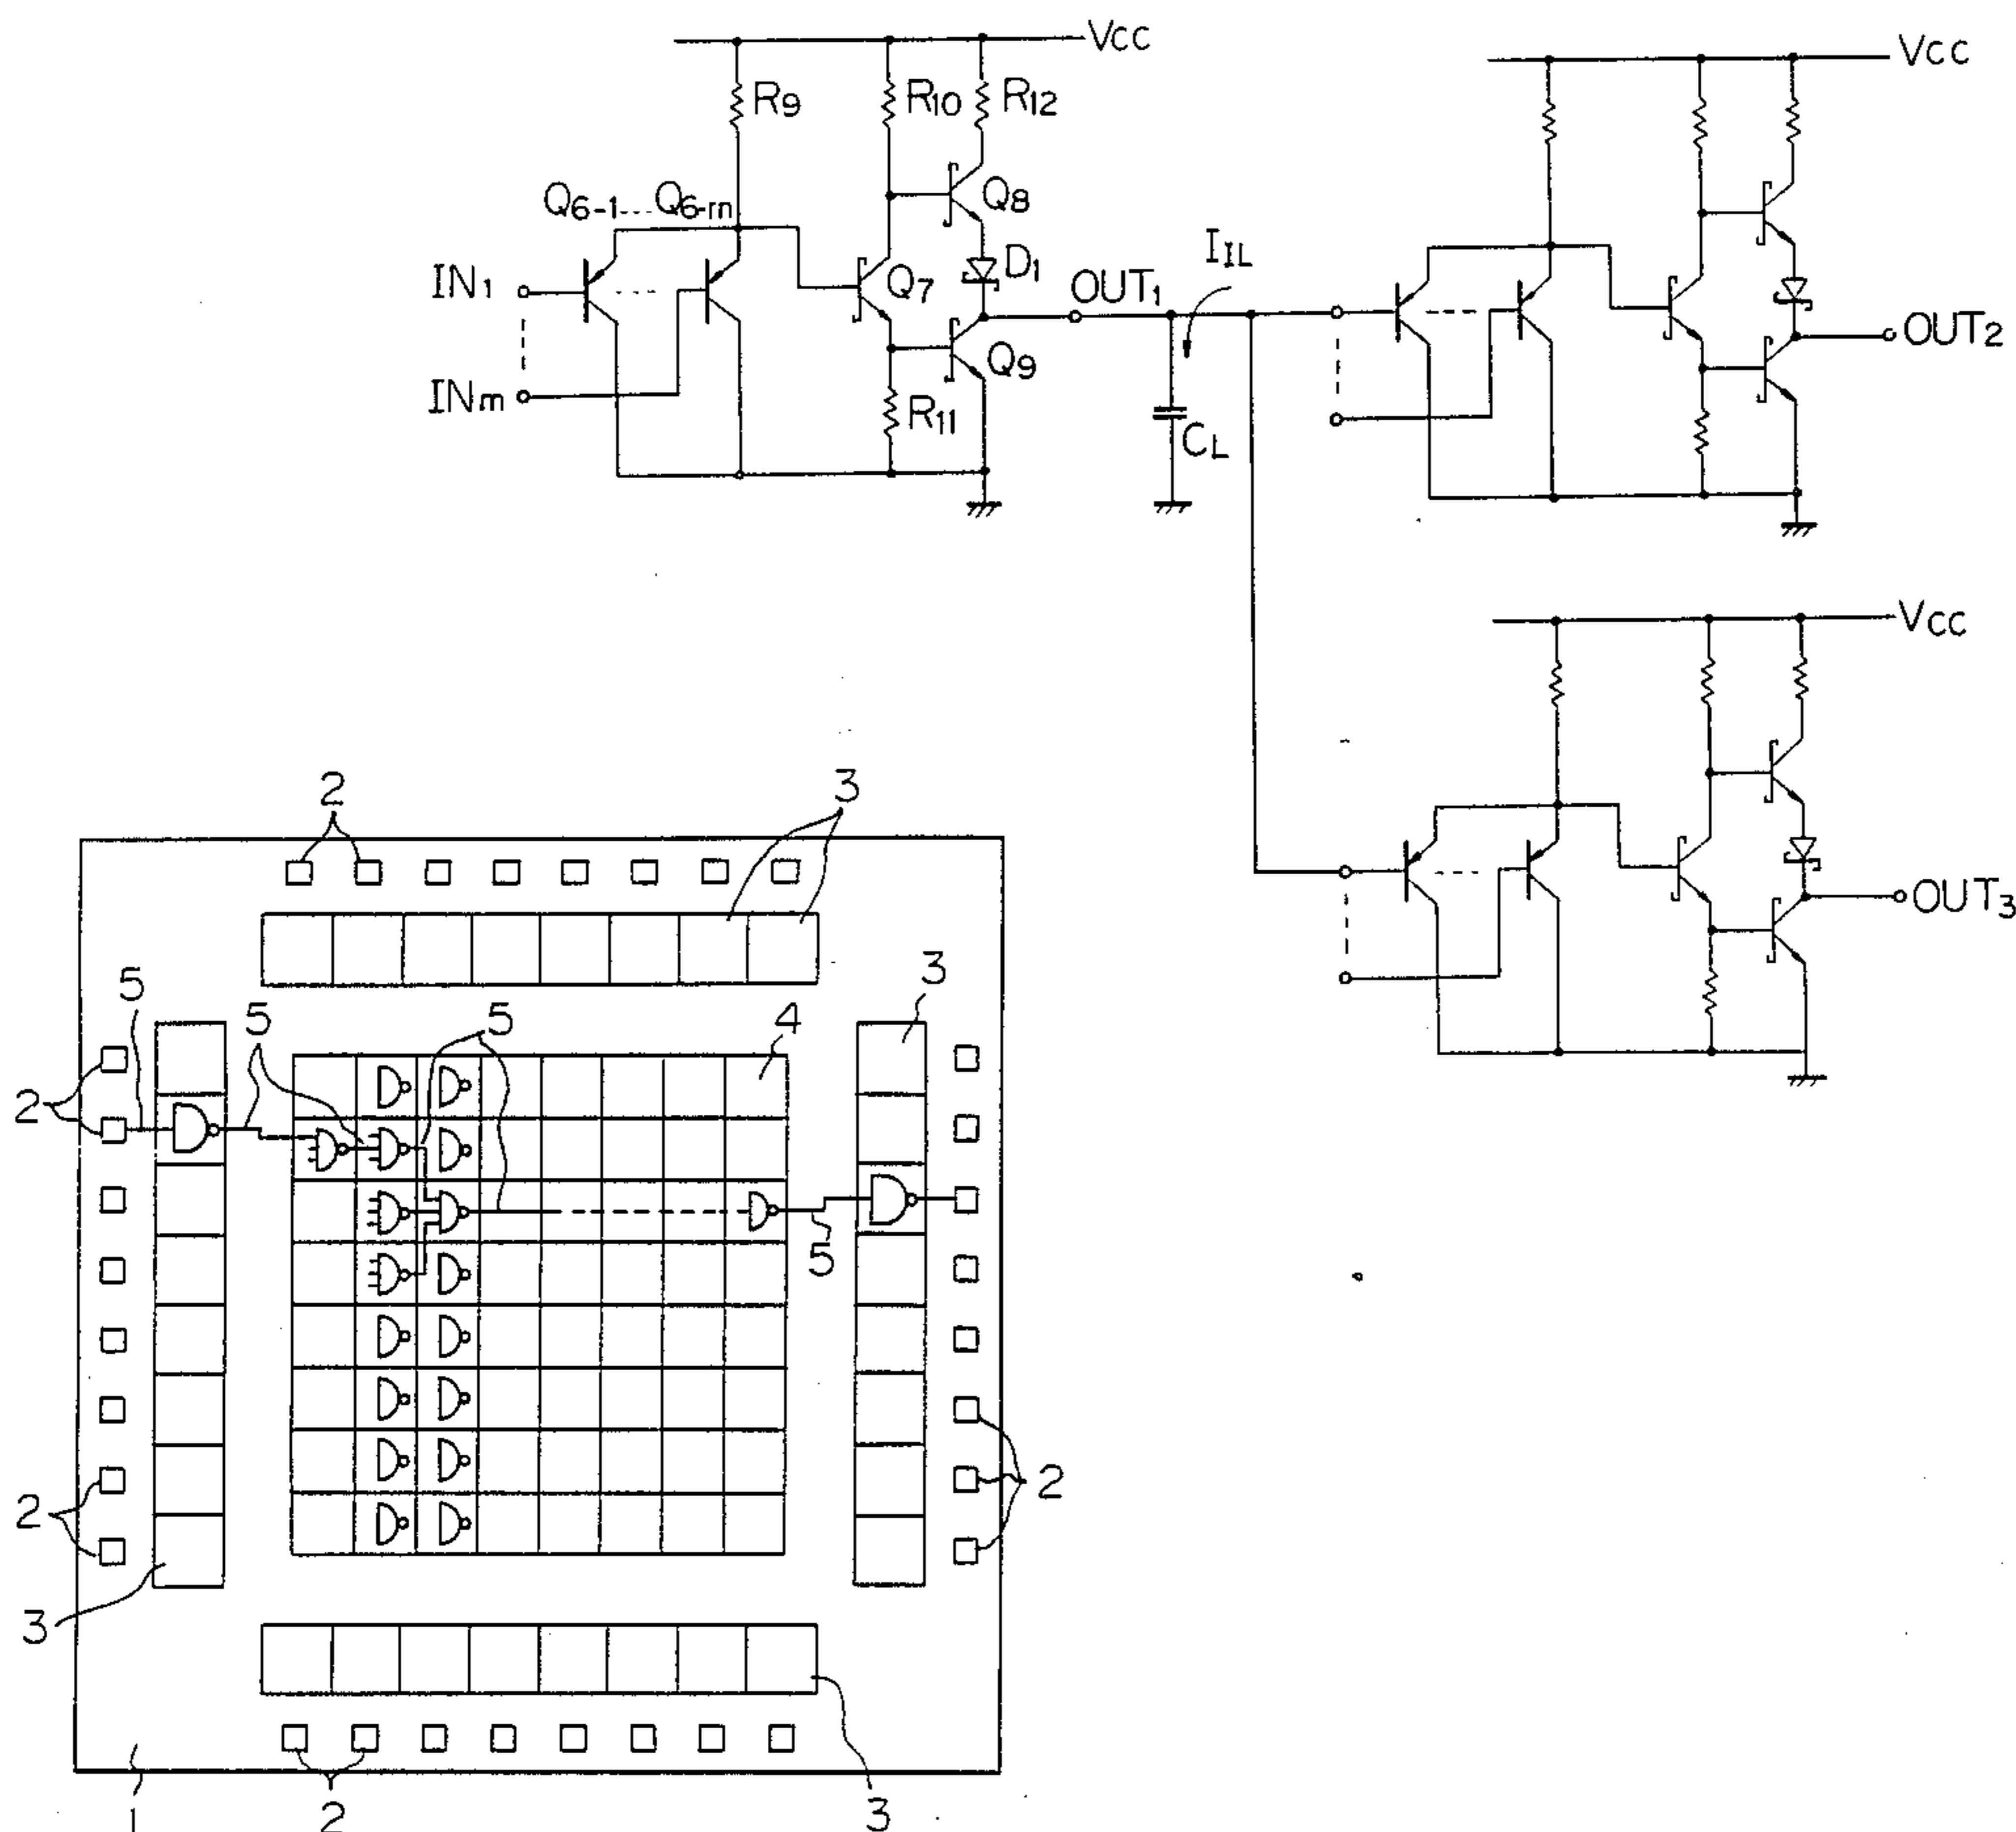 VCC
VCC
R9
R10
R12
Q6-1----Q6-m
Q8
IN1
Q7
D1
OUT1
IIL
OUT2
Q9
INm
R11
CL
VCC
OUT3
2
3
3
5
5
5
4
2
2
2
5
3
3
1
2
3